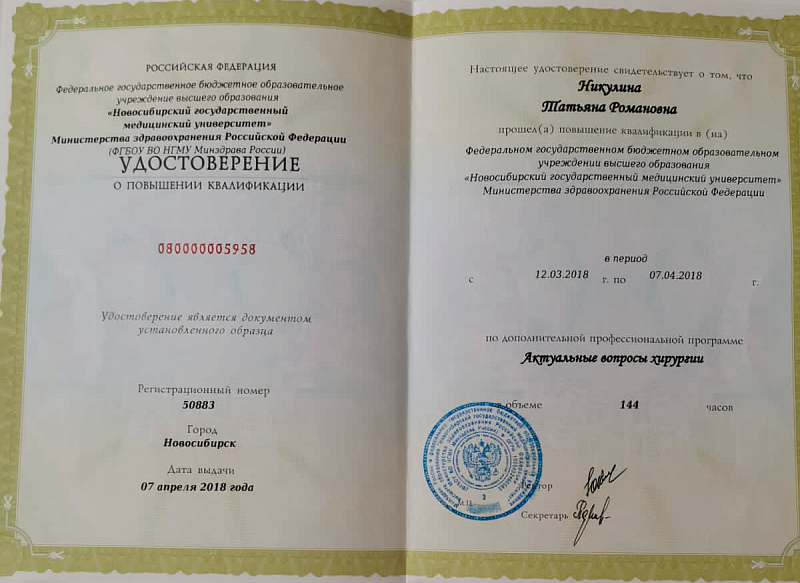 РОССИЙСКАЯ ФЕДЕРАЦИЯ
Федеральное государственное бюджетное образовательное
учреждение высшего образования
«Новосибирский государственный
медицинский университет»
Министерства здравоохранения Российской Федерации
(ФГБОУ ВО НГМУ Минздрава России)
УДОСТОВЕРЕНИЕ
О ПОВЫШЕНИИ КВАЛИФИКАЦИИ
080000005958
Удостоверение является документом
установленного образца
Регистрационный номер
50883
Город
Новосибирск
Дата выдачи
07 апреля 2018 года
Настоящее удостоверение свидетельствует о том, что
Никулина
Татьяна Романовна
прошел(а) повышение квалификации в (на)
Федеральном государственном бюджетном образовательном
учреждении высшего образования
«Новосибирский государственный медицинский университет»
Министерства здравоохранения Российской Федерации
в период
с 12.03.2018 г. по 07.04.2018 г.
по дополнительной профессиональной программе
Актуальные вопросы хирургии
в объеме 144 часов
М.П.
Ректор
Секретарь